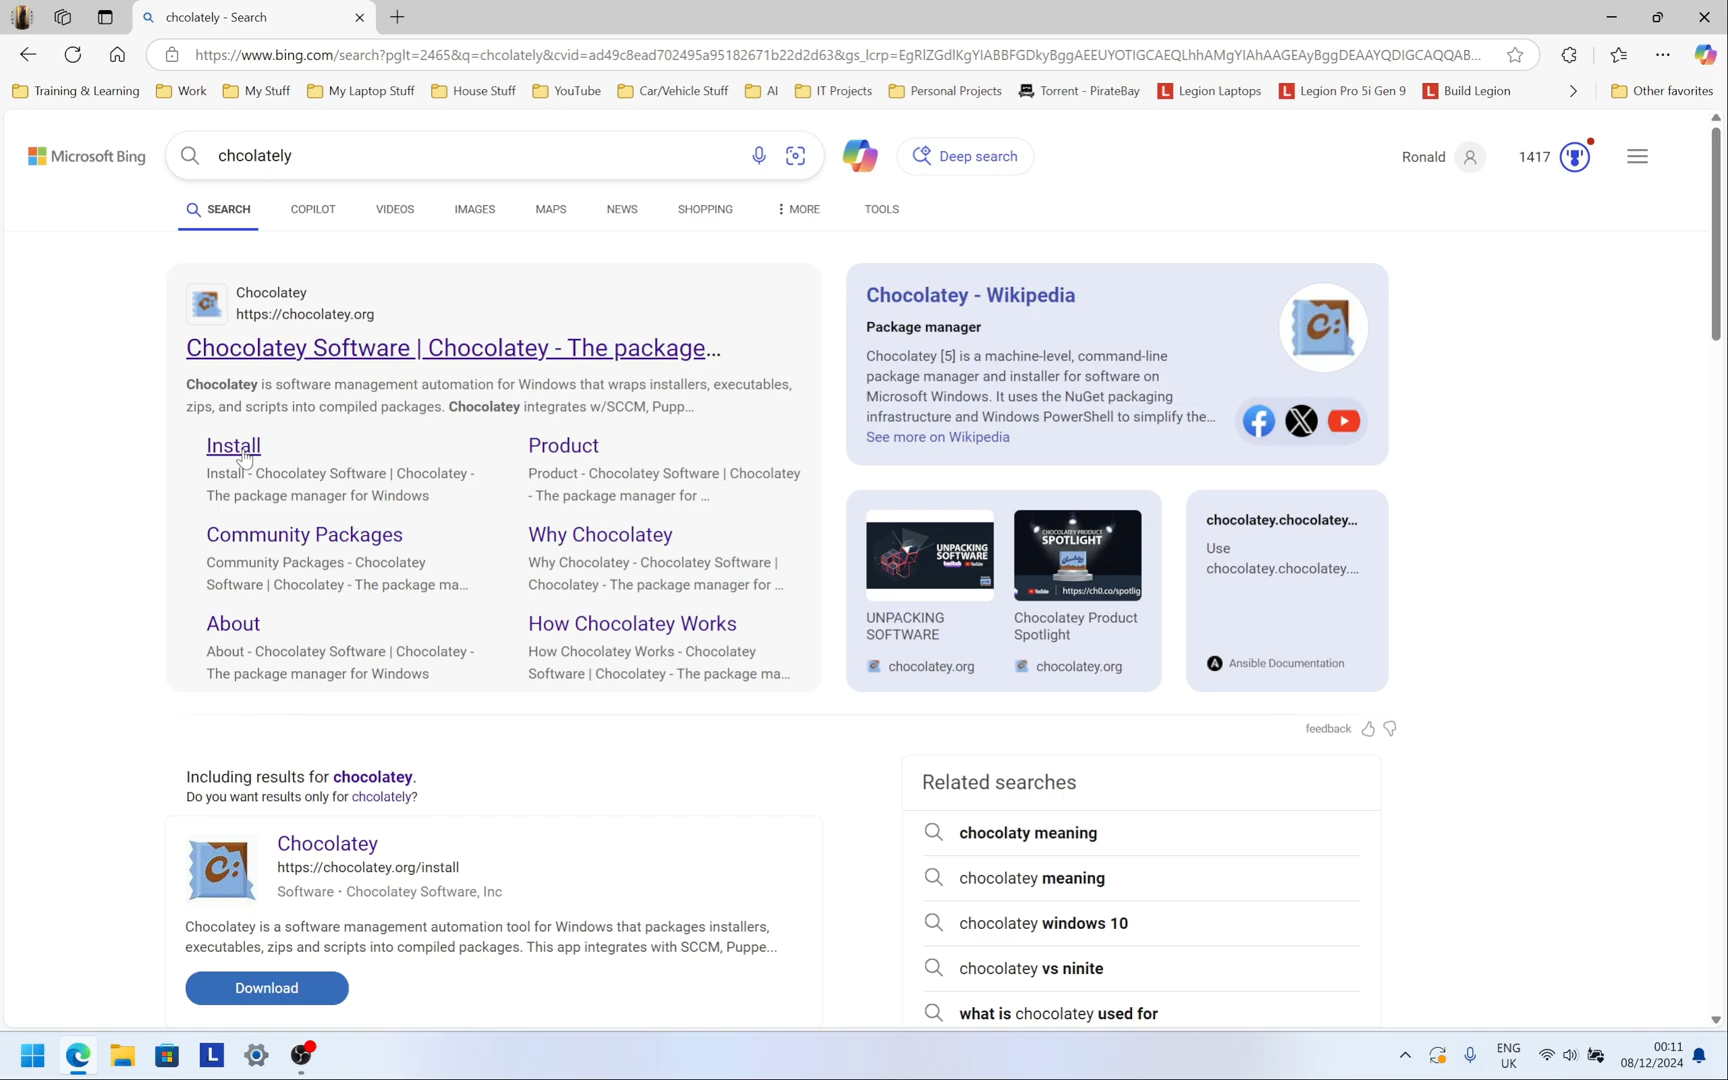 chcolately - Search
https://www.bing.com/search?pglt=2465&q=chcolately&cvid=ad49c8ead702495a95182671b22d2d63&gs_lcrp=EgRlZGdlKgYIABBFGDkyBggAEEUYOTIGCAEQLhhAMgYIAhAAGEAyBggDEAAYQDIGCAQQAB...
Training & Learning
Work
My Stuff
My Laptop Stuff
House Stuff
YouTube
Car/Vehicle Stuff
AI
IT Projects
Personal Projects
Torrent - PirateBay
Legion Laptops
Legion Pro 5i Gen 9
Build Legion
Other favorites
Microsoft Bing
chcolately
Deep search
Ronald
1417
SEARCH
COPILOT
VIDEOS
IMAGES
MAPS
NEWS
SHOPPING
MORE
TOOLS
Chocolatey
https://chocolatey.org
Chocolatey Software | Chocolatey - The package...
Chocolatey is software management automation for Windows that wraps installers, executables,
zips, and scripts into compiled packages. Chocolatey integrates w/SCCM, Pupp...
Install
Install - Chocolatey Software | Chocolatey -
The package manager for Windows
Product
Product - Chocolatey Software | Chocolatey
- The package manager for ...
Community Packages
Community Packages - Chocolatey
Software | Chocolatey - The package ma...
Why Chocolatey
Why Chocolatey - Chocolatey Software |
Chocolatey - The package manager for ...
About
About - Chocolatey Software | Chocolatey -
The package manager for Windows
How Chocolatey Works
How Chocolatey Works - Chocolatey
Software | Chocolatey - The package ma...
Chocolatey - Wikipedia
Package manager
Chocolatey [5] is a machine-level, command-line
package manager and installer for software on
Microsoft Windows. It uses the NuGet packaging
infrastructure and Windows PowerShell to simplify the...
See more on Wikipedia
UNPACKING
SOFTWARE
twitch
YouTube
UNPACKING
SOFTWARE
chocolatey.org
CHOCOLATEY PRODUCT
SPOTLIGHT
YouTube
https://ch0.co/spotlig
Chocolatey Product
Spotlight
chocolatey.org
chocolatey.chocolatey...
Use
chocolatey.chocolatey....
Ansible Documentation
feedback
Including results for chocolatey.
Do you want results only for chcolately?
Chocolatey
https://chocolatey.org/install
Software · Chocolatey Software, Inc
Chocolatey is a software management automation tool for Windows that packages installers,
executables, zips and scripts into compiled packages. This app integrates with SCCM, Puppe...
Download
Related searches
chocolaty meaning
chocolatey meaning
chocolatey windows 10
chocolatey vs ninite
what is chocolatey used for
ENG
UK
00:11
08/12/2024